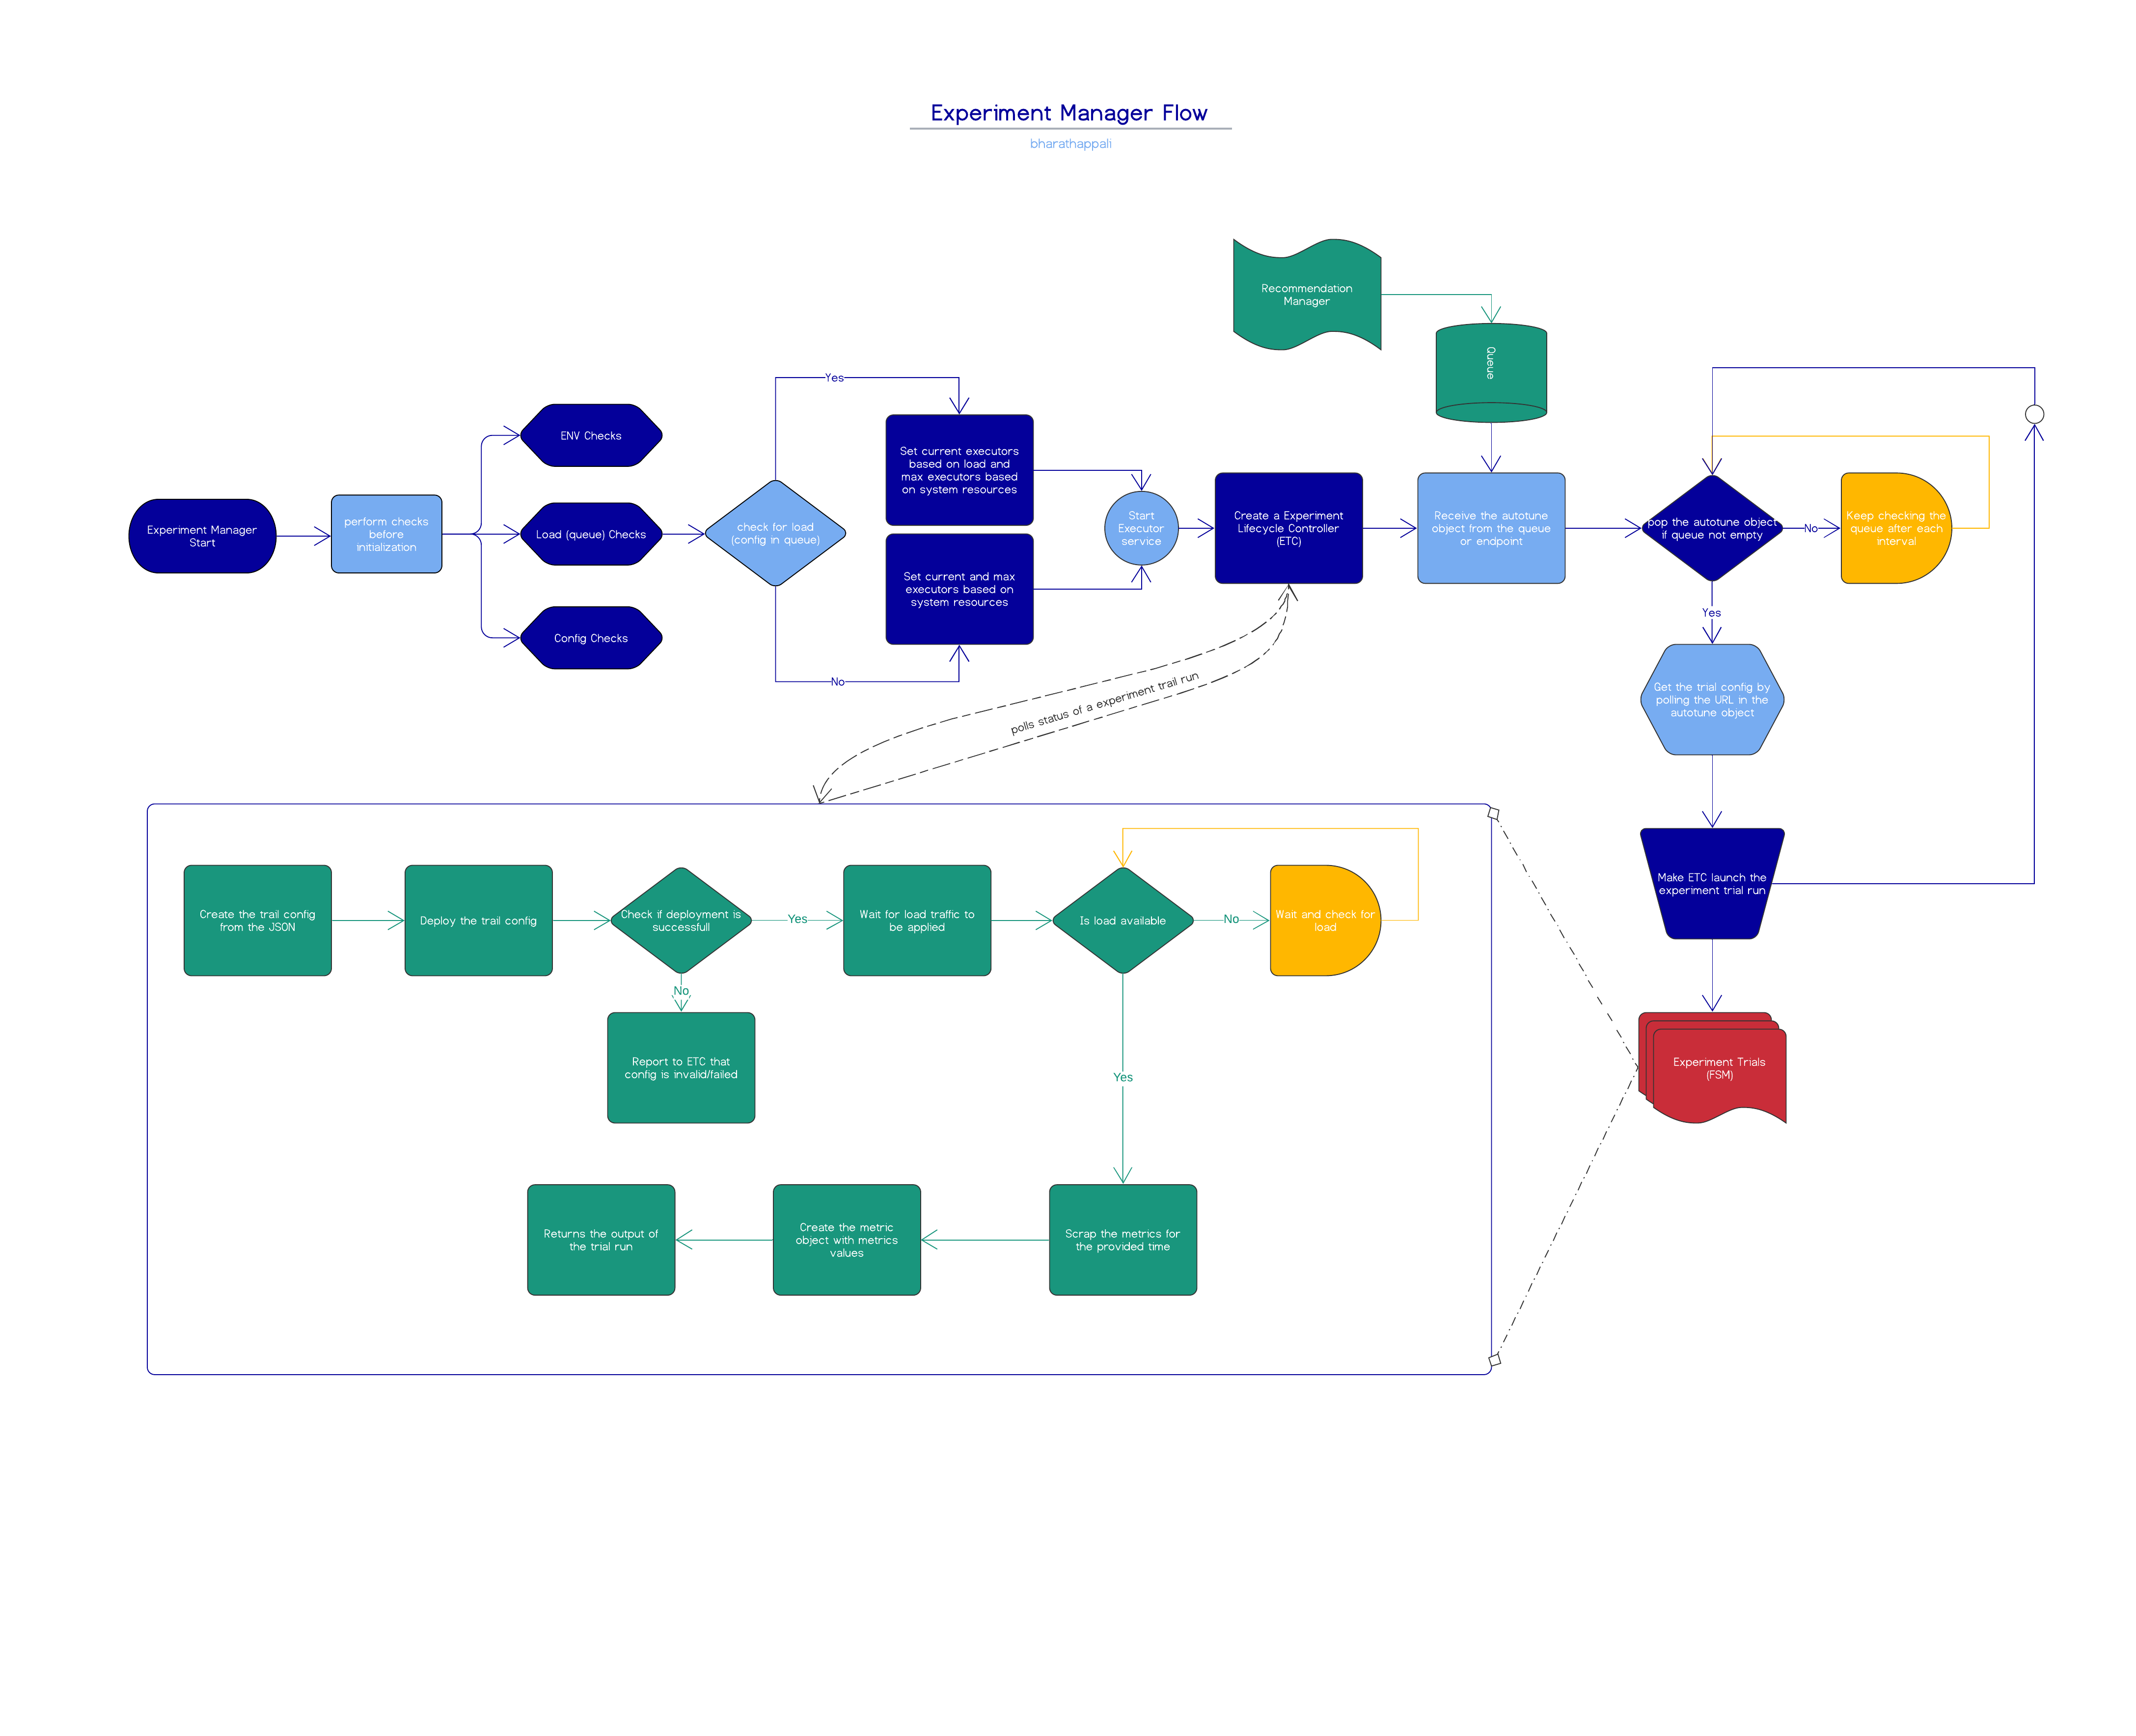 Experiment Manager Flow
bharathappali
Recommendation
Manager
Queue
Yes
ENV Checks
Set current executors
based on load and
max executors based
on system resources
Experiment Manager
Start
perform checks
before
initialization
Load (queue) Checks
check for load
(config in queue)
Start
Executor
service
Create a Experiment
Lifecycle Controller
(ETC)
Receive the autotune
object from the queue
or endpoint
pop the autotune object
if queue not empty
No
Keep checking the
queue after each
interval
Set current and max
executors based on
system resources
Config Checks
No
Yes
polls status of a experiment trail run
Get the trial config by
polling the URL in the
autotune object
Make ETC launch the
experiment trial run
Create the trail config
from the JSON
Deploy the trail config
Check if deployment is
successfull
Yes
Wait for load traffic to
be applied
Is load available
No
Wait and check for
load
No
Report to ETC that
config is invalid/failed
Yes
Experiment Trials
(FSM)
Returns the output of
the trial run
Create the metric
object with metrics
values
Scrap the metrics for
the provided time